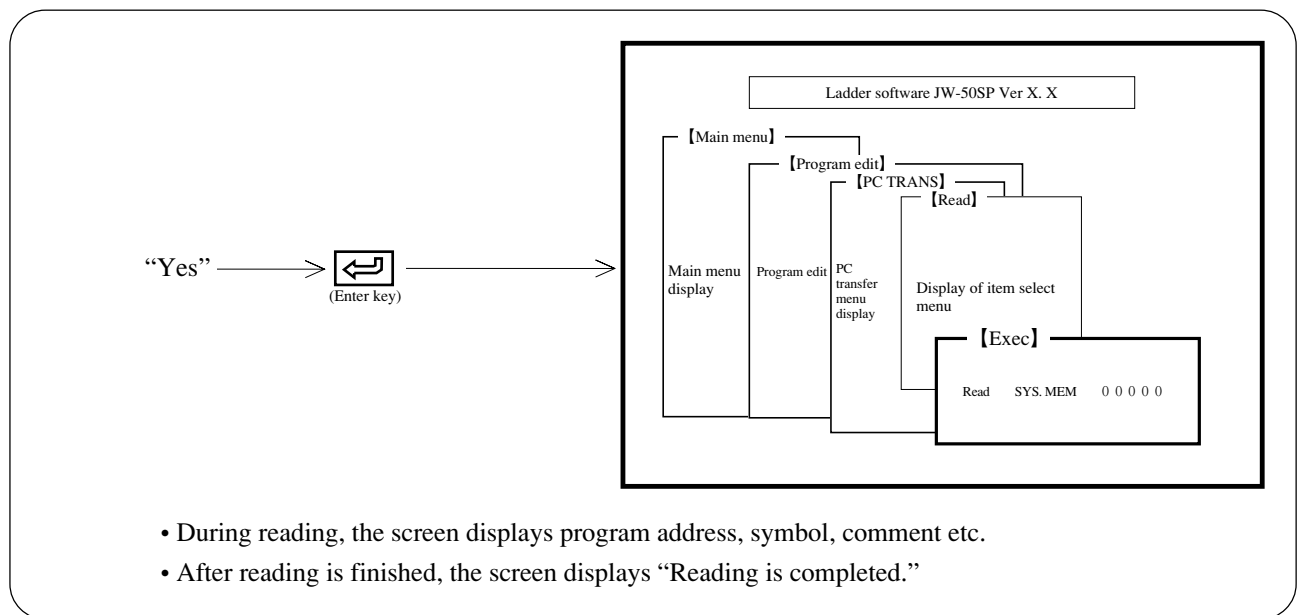 Ladder software JW-50SP Ver X. X
【Main menu】
【Program edit】
【PC TRANS】
【Read】
“Yes”
(Enter key)
Main menu
display
Program edit
PC
transfer
menu
display
Display of item select
menu
【Exec】
Read SYS. MEM 0 0 0 0 0
• During reading, the screen displays program address, symbol, comment etc.
• After reading is finished, the screen displays “Reading is completed.”